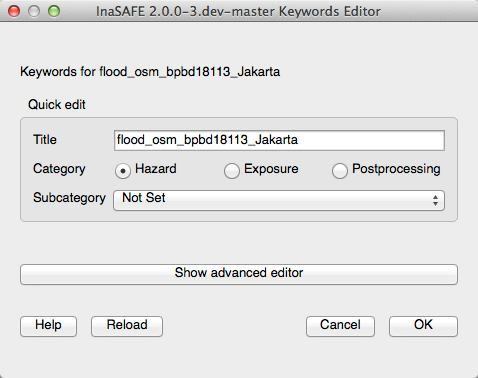 InaSAFE 2.0.0-3.dev-master Keywords Editor
Keywords for flood_osm_bpbd18113_Jakarta
Quick edit
Title flood_osm_bpbd18113_Jakarta
Category Hazard Exposure Postprocessing
Subcategory Not Set
Show advanced editor
Help Reload Cancel OK